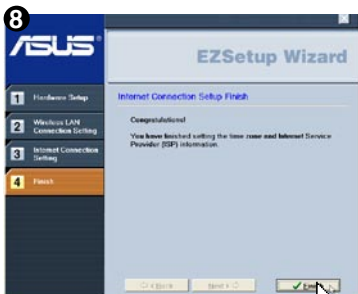 8
ASUS
EZSetup Wizard
1 Hardware Setup
Internet Connection Setup Finish
2 Wireless LAN
Connection Setting
Congratulations!
You have finished setting the time zone and Internet Service
Provider (ISP) information.
3 Internet Connection
Setting
4 Finish
< Back
Next >
Finish